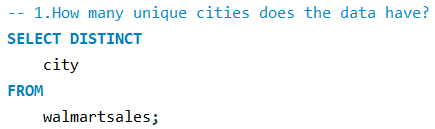 -- 1.How many unique cities does the data have?
SELECT DISTINCT
city
FROM
walmartsales;